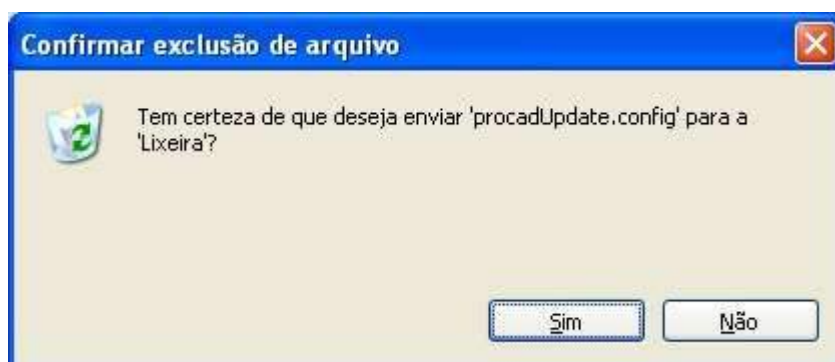 Confirmar exclusão de arquivo
Tem certeza de que deseja enviar 'procadUpdate.config' para a
'Lixeira'?
Sim
Não